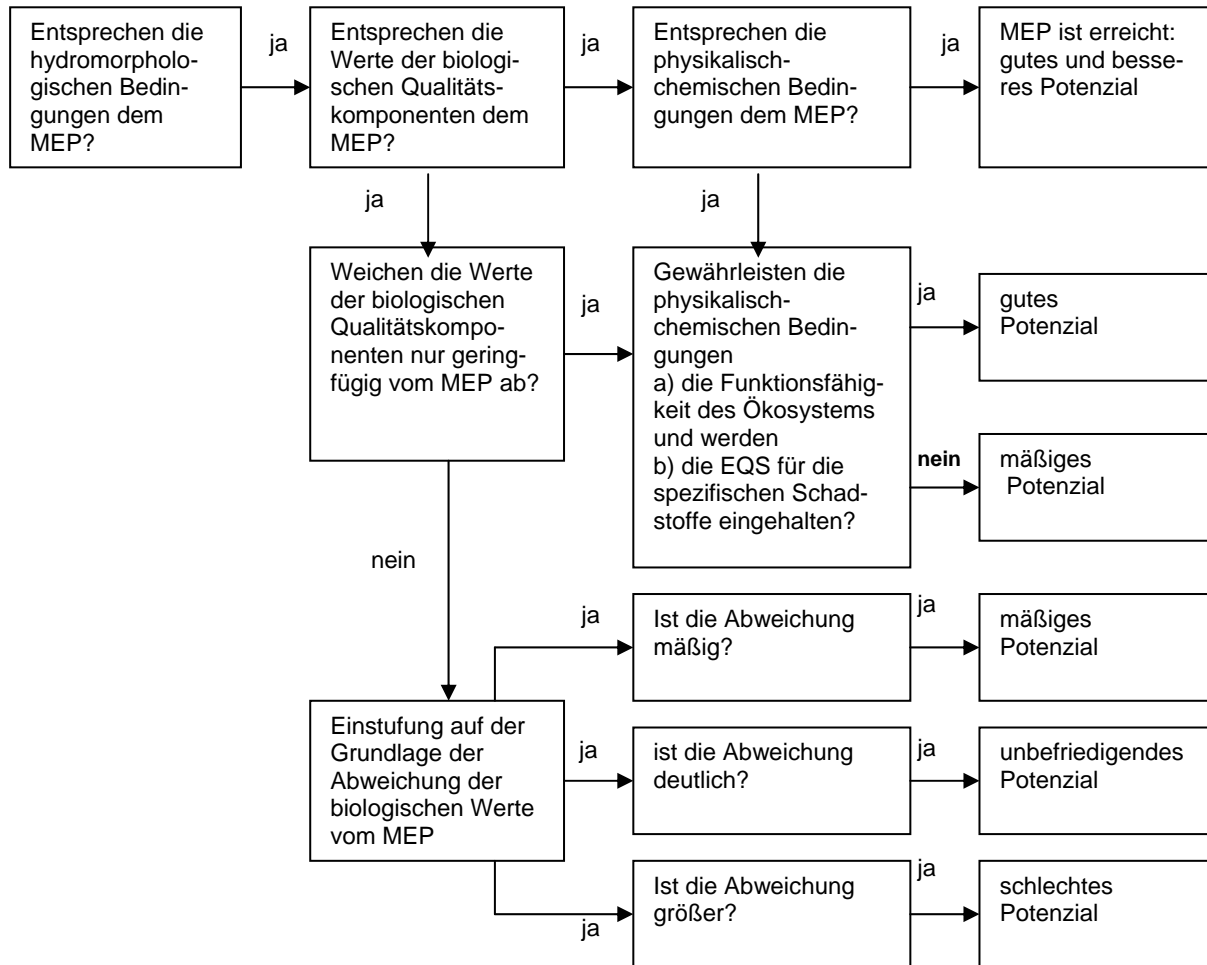 Entsprechen die
hydromorpholo-
gischen Bedin-
gungen dem
MEP?
ja
Entsprechen die
Werte der biologi-
schen Qualitäts-
komponenten dem
MEP?
ja
Entsprechen die
physikalisch-
chemischen Bedin-
gungen dem MEP?
ja
MEP ist erreicht:
gutes und besse-
res Potenzial
ja
ja
Weichen die Werte
der biologischen
Qualitätskompo-
nenten nur gering-
fügig vom MEP ab?
ja
Gewährleisten die
physikalisch-
chemischen Bedin-
gungen
a) die Funktionsfähig-
keit des Ökosystems
und werden
b) die EQS für die
spezifischen Schad-
stoffe eingehalten?
ja
gutes
Potenzial
nein
mäßiges
Potenzial
nein
ja
Ist die Abweichung
mäßig?
ja
mäßiges
Potenzial
Einstufung auf der
Grundlage der
Abweichung der
biologischen Werte
vom MEP
ja
ist die Abweichung
deutlich?
ja
unbefriedigendes
Potenzial
ja
Ist die Abweichung
größer?
ja
schlechtes
Potenzial